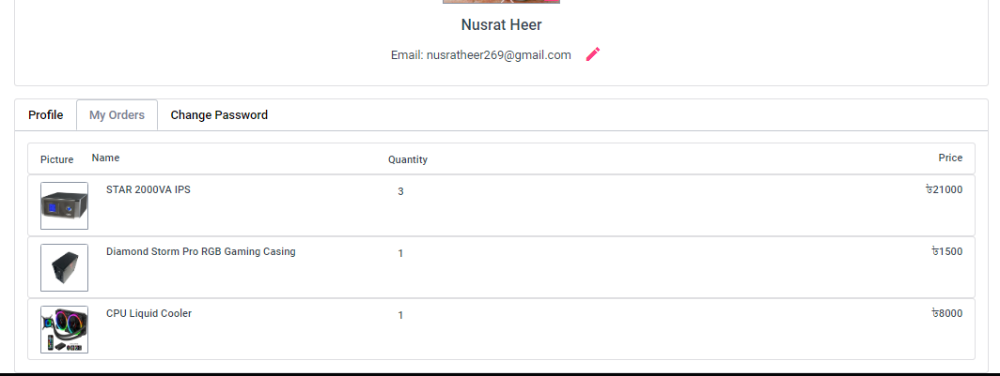 Nusrat Heer
Email: nusratheer269@gmail.com
Profile My Orders Change Password
Picture Name Quantity Price
STAR 2000VA IPS 3 ৳21000
Diamond Storm Pro RGB Gaming Casing 1 ৳1500
CPU Liquid Cooler 1 ৳8000